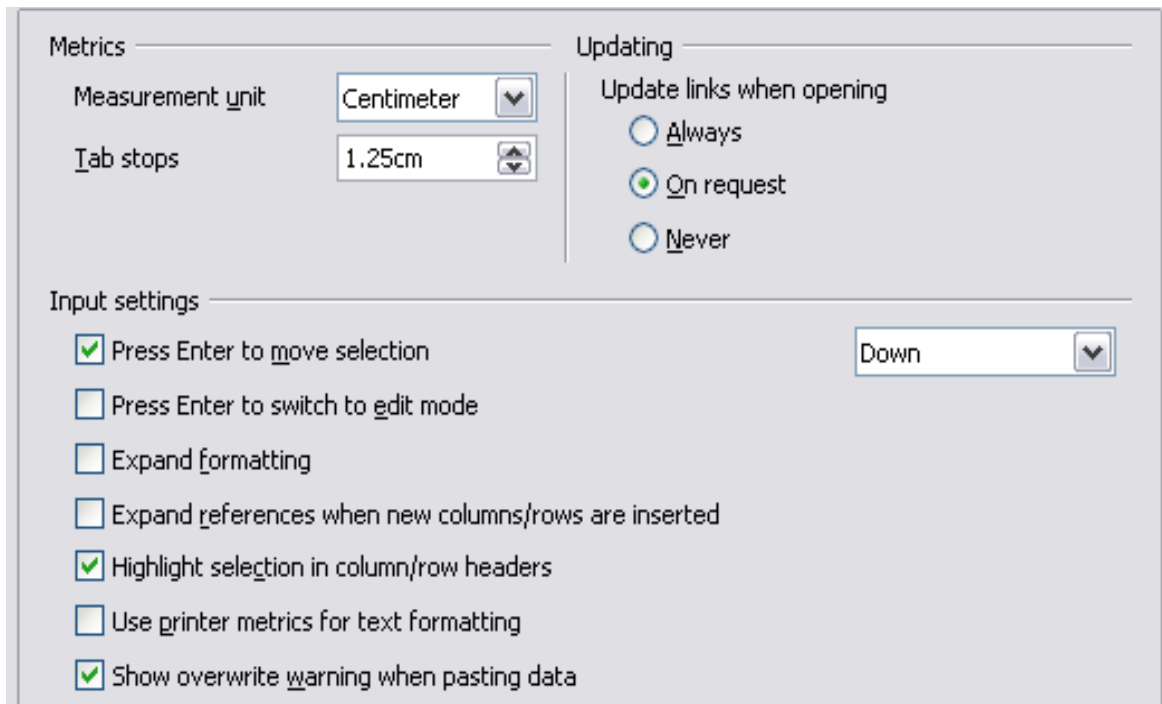 Metrics
Measurement unit Centimeter
Tab stops 1.25cm
Updating
Update links when opening
Always
On request
Never
Input settings
Press Enter to move selection Down
Press Enter to switch to edit mode
Expand formatting
Expand references when new columns/rows are inserted
Highlight selection in column/row headers
Use printer metrics for text formatting
Show overwrite warning when pasting data